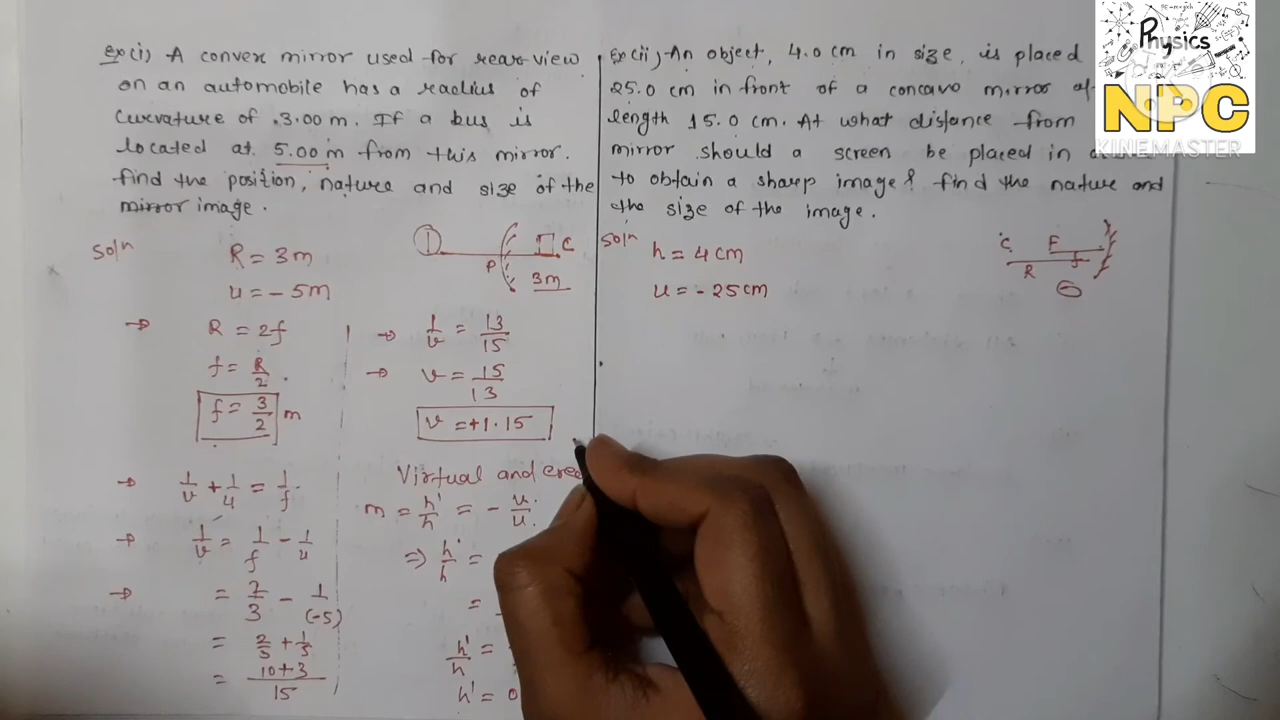 Ex(i) A convex mirror used for rear-view
on an automobile has a radius of
curvature of 3.00 m. If a bus is
located at 5.00 m from this mirror.
find the position, nature and size of the
mirror image.
Soln
R = 3m
u = - 5m
P
C
3m
→ R = 2f
f = R/2
f = 3/2 m
→ 1/v + 1/u = 1/f
→ 1/v = 1/f - 1/u
→ = 2/3 - 1/(-5)
= 2/3 + 1/5
= 10+3/15
→ 1/v = 13/15
→ v = 15/13
v = +1.15
Virtual and
m = h'/h = - v/u
⇒ h'/h =
=
h'/h =
h' = 0
Ex(ii) An object, 4.0 cm in size, is placed
25.0 cm in front of a concave mirror of
length 15.0 cm. At what distance from
mirror should a screen be placed in
to obtain a sharp image? find the nature and
the size of the image.
Soln
h = 4 cm
u = - 25 cm
C F
R f
Physics
NPC
KINEMASTER